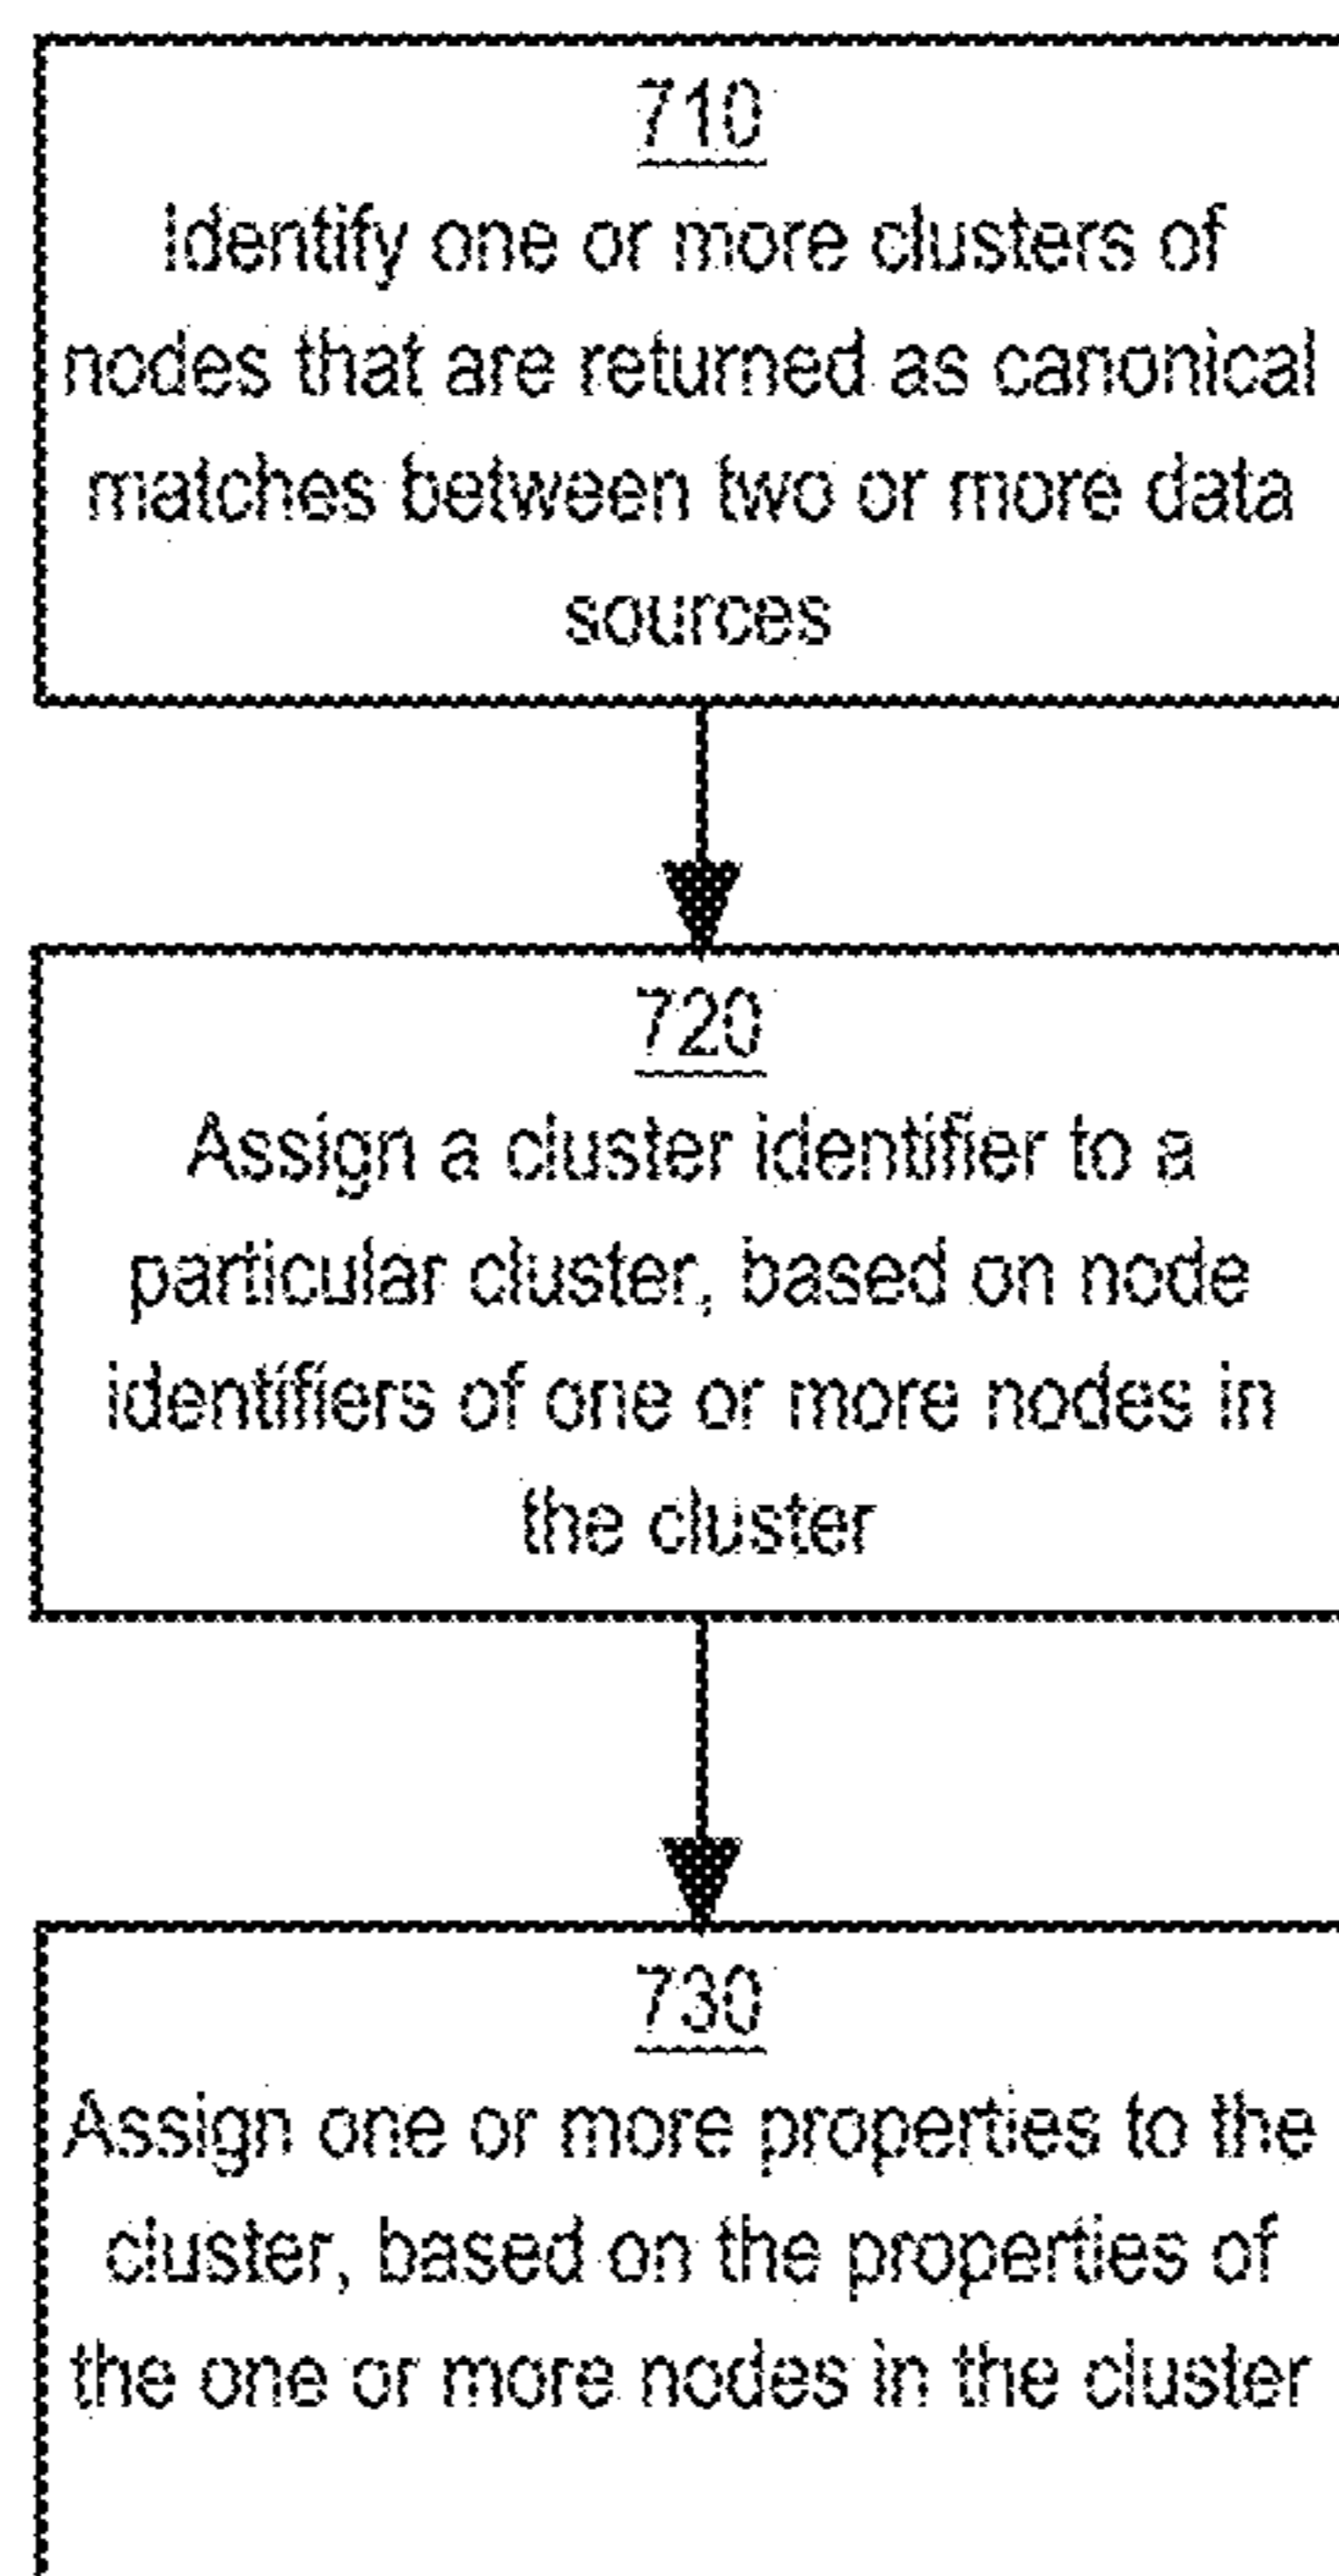 710
Identify one or more clusters of
nodes that are returned as canonical
matches between two or more data
sources
720
Assign a cluster identifier to a
particular cluster, based on node
identifiers of one or more nodes in
the cluster
730
Assign one or more properties to the
cluster, based on the properties of
the one or more nodes in the cluster